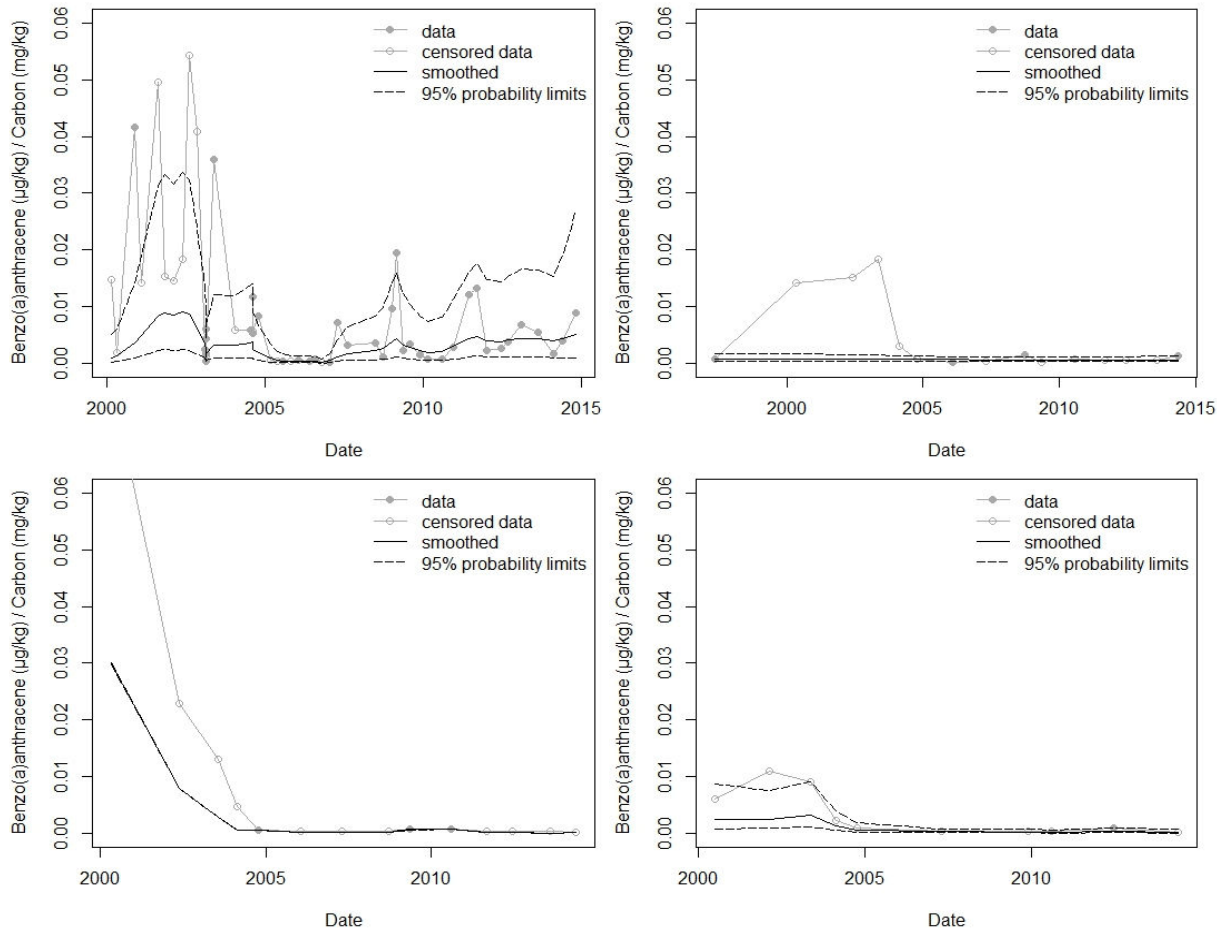 Benzo(a)anthracene (µg/kg) / Carbon (mg/kg)
0.00 0.01 0.02 0.03 0.04 0.05 0.06
data
censored data
smoothed
95% probability limits
2000 2005 2010 2015
Date
Benzo(a)anthracene (µg/kg) / Carbon (mg/kg)
0.00 0.01 0.02 0.03 0.04 0.05 0.06
data
censored data
smoothed
95% probability limits
2000 2005 2010 2015
Date
Benzo(a)anthracene (µg/kg) / Carbon (mg/kg)
0.00 0.01 0.02 0.03 0.04 0.05 0.06
data
censored data
smoothed
95% probability limits
2000 2005 2010
Date
Benzo(a)anthracene (µg/kg) / Carbon (mg/kg)
0.00 0.01 0.02 0.03 0.04 0.05 0.06
data
censored data
smoothed
95% probability limits
2000 2005 2010
Date